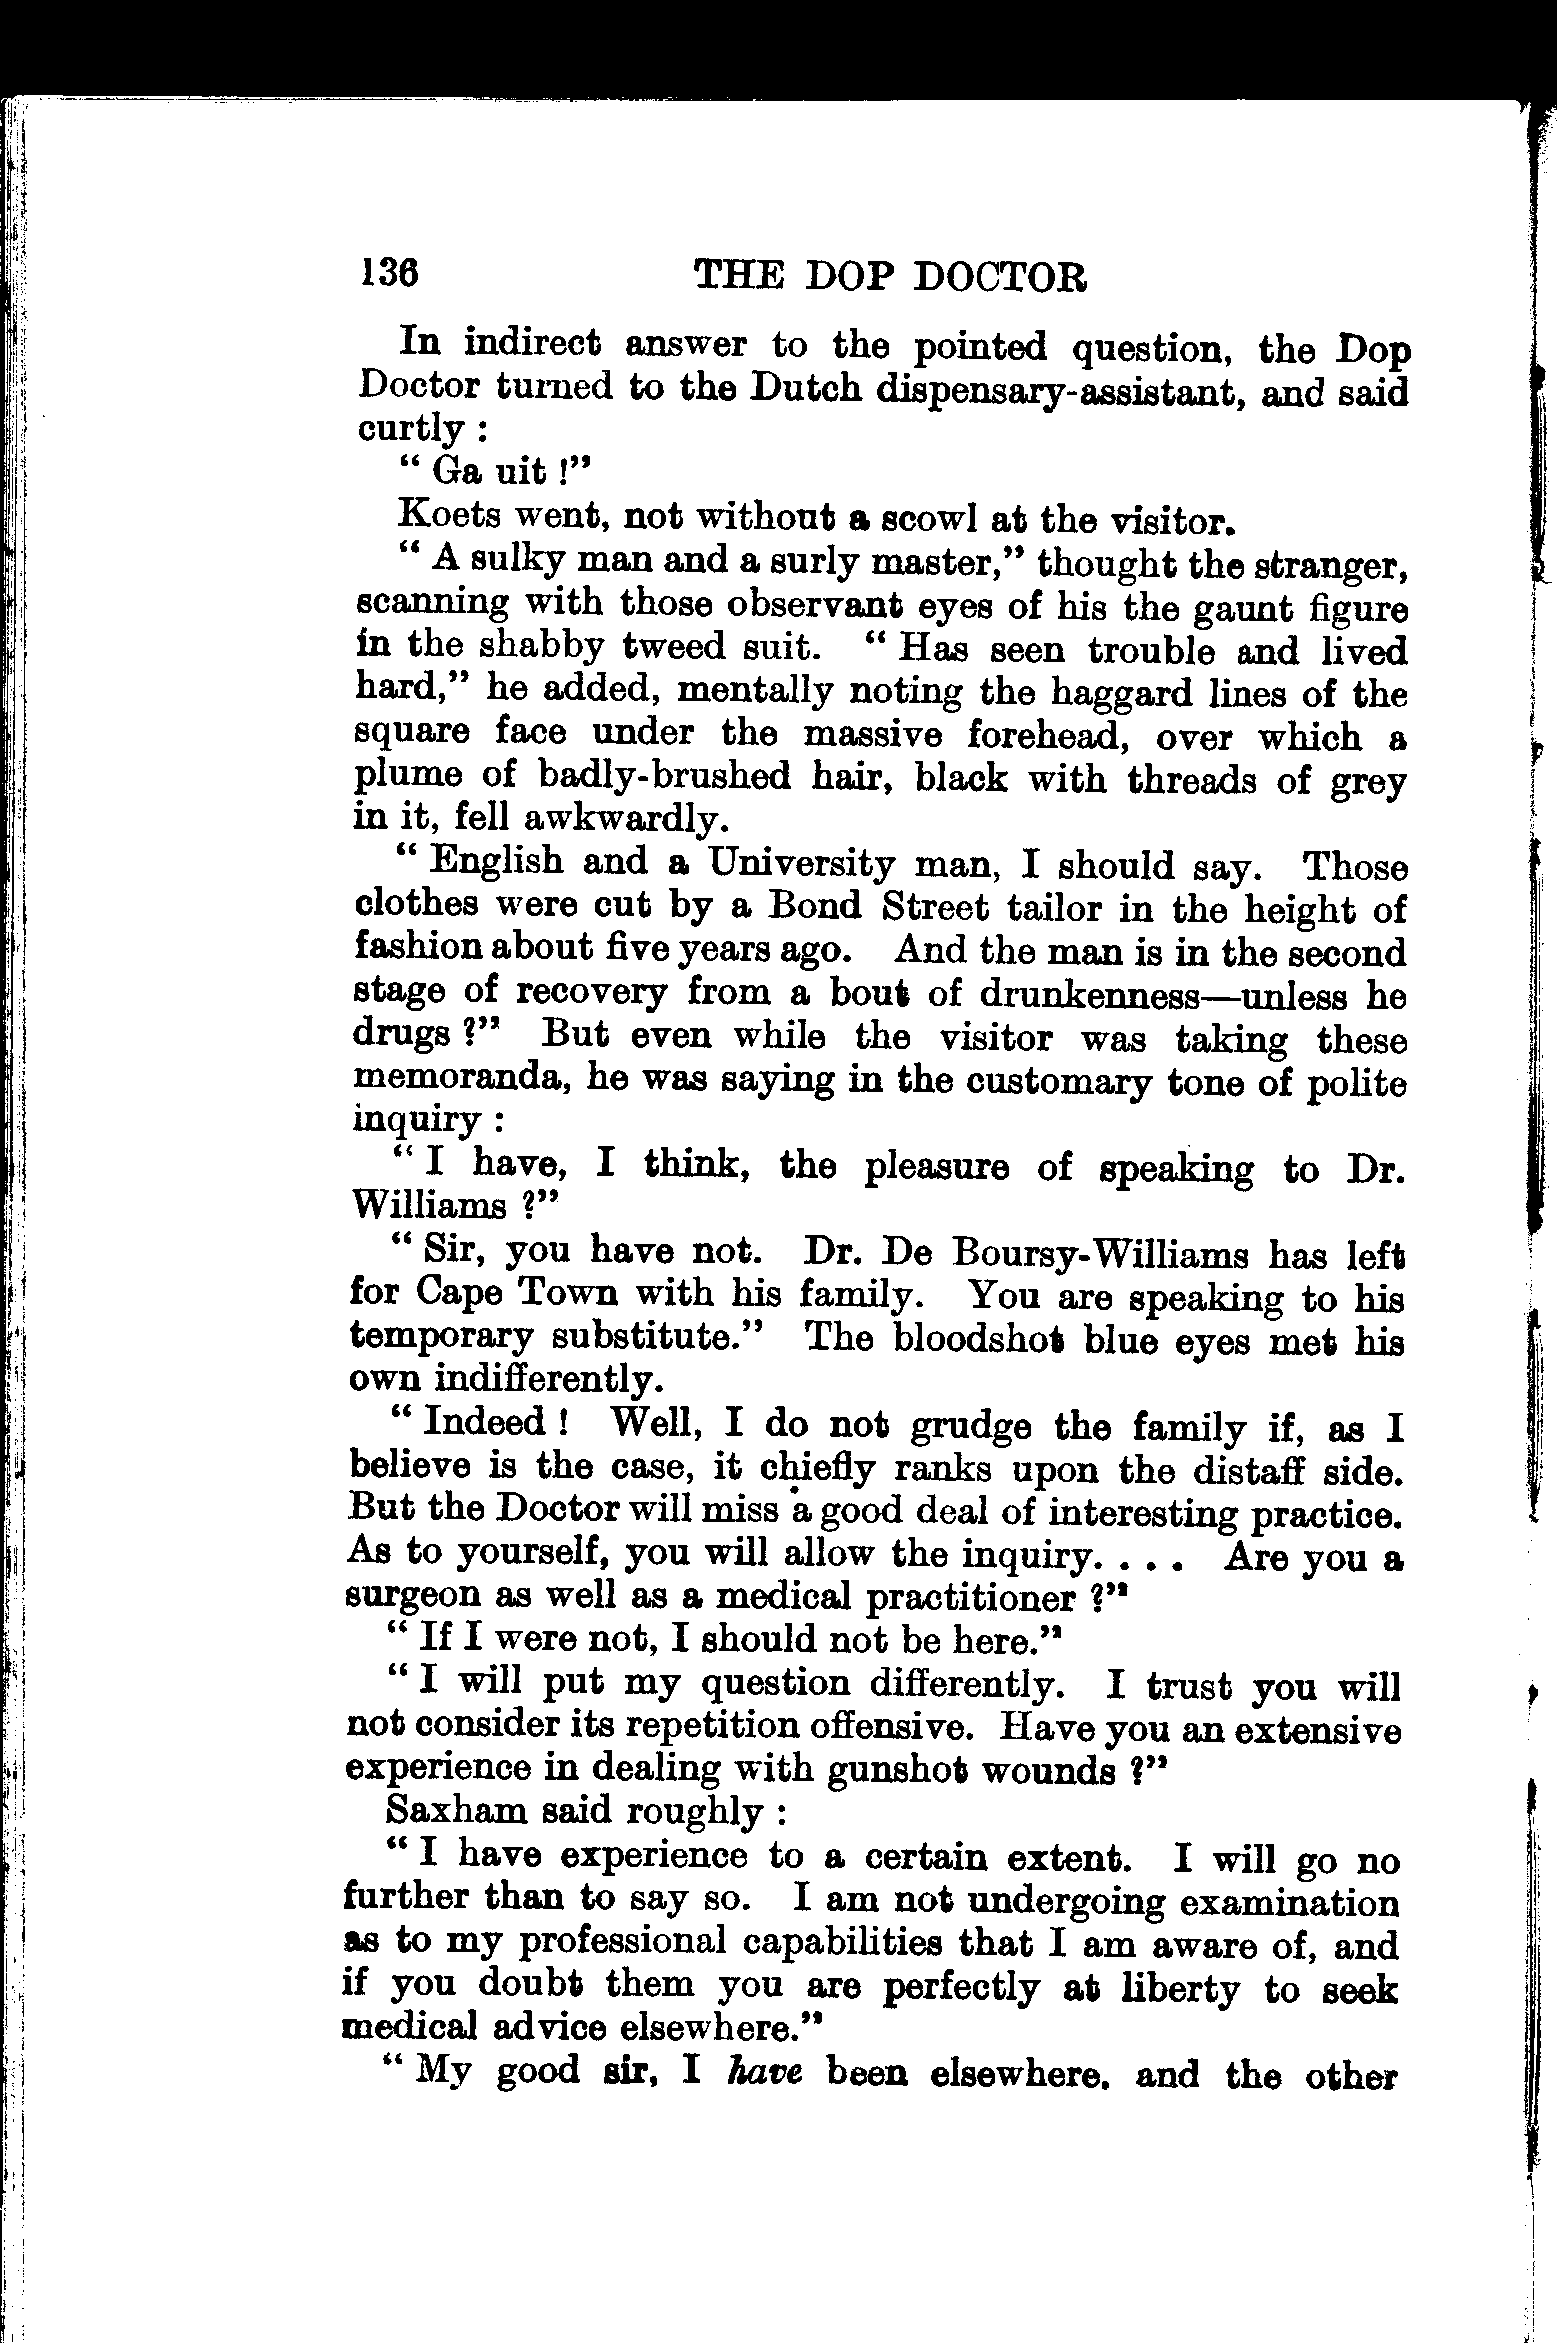 136 THE DOP DOCTOR
In indirect answer to the pointed question, the Dop
Doctor turned to the Dutch dispensary-assistant, and said
curtly :
“ Ga uit !”
Koets went, not without a scowl at the visitor.
“ A sulky man and a surly master,” thought the stranger,
scanning with those observant eyes of his the gaunt figure
in the shabby tweed suit. “ Has seen trouble and lived
hard,” he added, mentally noting the haggard lines of the
square face under the massive forehead, over which a
plume of badly-brushed hair, black with threads of grey
in it, fell awkwardly.
“ English and a University man, I should say. Those
clothes were cut by a Bond Street tailor in the height of
fashion about five years ago. And the man is in the second
stage of recovery from a bout of drunkenness—unless he
drugs ?” But even while the visitor was taking these
memoranda, he was saying in the customary tone of polite
inquiry :
“ I have, I think, the pleasure of speaking to Dr.
Williams ?”
“ Sir, you have not. Dr. De Boursy-Williams has left
for Cape Town with his family. You are speaking to his
temporary substitute.” The bloodshot blue eyes met his
own indifferently.
“ Indeed ! Well, I do not grudge the family if, as I
believe is the case, it chiefly ranks upon the distaff side.
But the Doctor will miss a good deal of interesting practice.
As to yourself, you will allow the inquiry. . . . Are you a
surgeon as well as a medical practitioner ?”
“ If I were not, I should not be here.”
“ I will put my question differently. I trust you will
not consider its repetition offensive. Have you an extensive
experience in dealing with gunshot wounds ?”
Saxham said roughly :
“ I have experience to a certain extent. I will go no
further than to say so. I am not undergoing examination
as to my professional capabilities that I am aware of, and
if you doubt them you are perfectly at liberty to seek
medical advice elsewhere.”
“ My good sir, I have been elsewhere, and the other